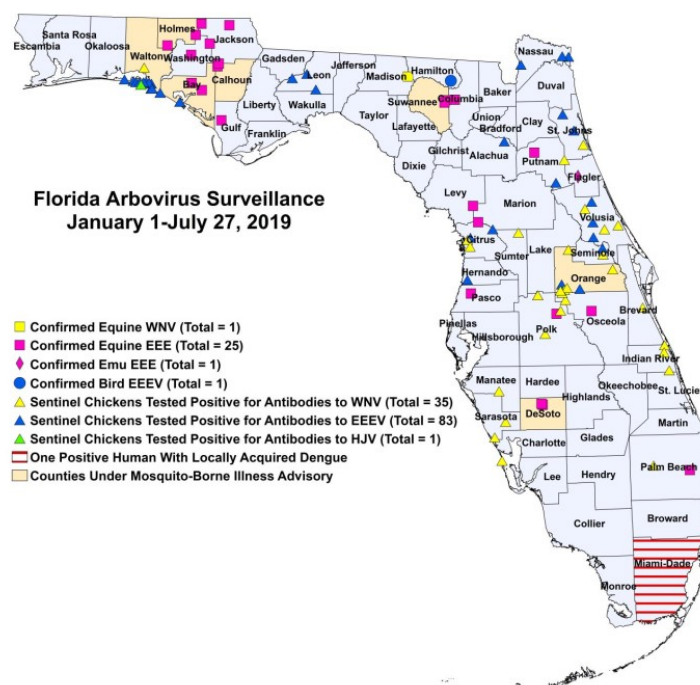 Holmes
Santa Rosa
Jackson
Escambia
Okaloosa
Walton
Washington
Gadsden
Jefferson
Hamilton
Nassau
Leon
Madison
Bay
Calhoun
Baker
Duval
Liberty
Wakulla
Suwannee
Columbia
Taylor
Union
Clay
Gulf
Franklin
Lafayette
Bradford
St. Johns
Gilchrist
Alachua
Putnam
Dixie
Flagler
Florida Arbovirus Surveillance
January 1-July 27, 2019
Levy
Marion
Volusia
Citrus
Lake
Sumter
Seminole
Hernando
Orange
Pasco
Brevard
Pinellas
Hillsborough
Polk
Osceola
Indian River
Confirmed Equine WNV (Total = 1)
Confirmed Equine EEE (Total = 25)
Confirmed Emu EEE (Total = 1)
Confirmed Bird EEEV (Total = 1)
Sentinel Chickens Tested Positive for Antibodies to WNV (Total = 35)
Sentinel Chickens Tested Positive for Antibodies to EEEV (Total = 83)
Sentinel Chickens Tested Positive for Antibodies to HJV (Total = 1)
One Positive Human With Locally Acquired Dengue
Counties Under Mosquito-Borne Illness Advisory
Manatee
Hardee
Okeechobee
Highlands
St. Lucie
Sarasota
DeSoto
Martin
Charlotte
Glades
Lee
Hendry
Palm Beach
Collier
Broward
Miami-Dade
Monroe